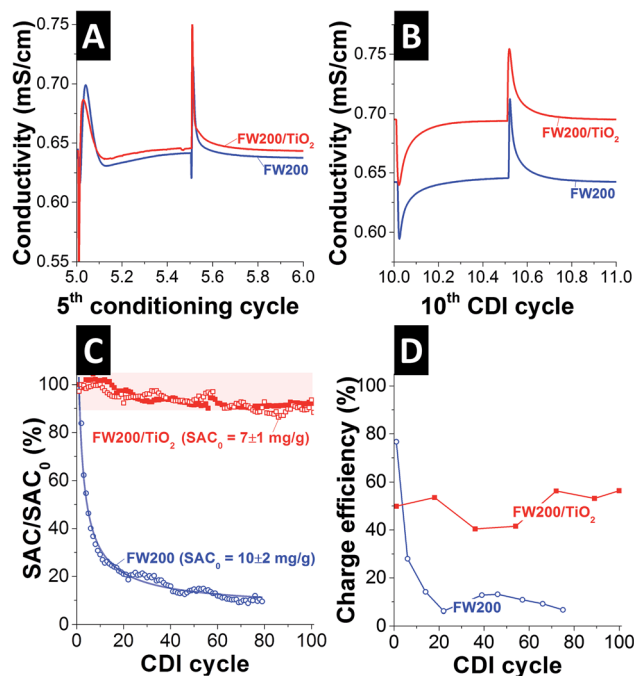 A
Conductivity (mS/cm)
0.75
0.70
0.65
0.60
0.55
FW200/TiO₂
FW200
5.0 5.2 5.4 5.6 5.8 6.0
5th conditioning cycle
B
Conductivity (mS/cm)
0.75
0.70
0.65
0.60
FW200/TiO₂
FW200
10.0 10.2 10.4 10.6 10.8 11.0
10th CDI cycle
C
SAC/SAC₀ (%)
100
80
60
40
20
0
FW200/TiO₂ (SAC₀ = 7±1 mg/g)
FW200 (SAC₀ = 10±2 mg/g)
0 20 40 60 80 100
CDI cycle
D
Charge efficiency (%)
100
80
60
40
20
0
FW200/TiO₂
FW200
0 20 40 60 80 100
CDI cycle